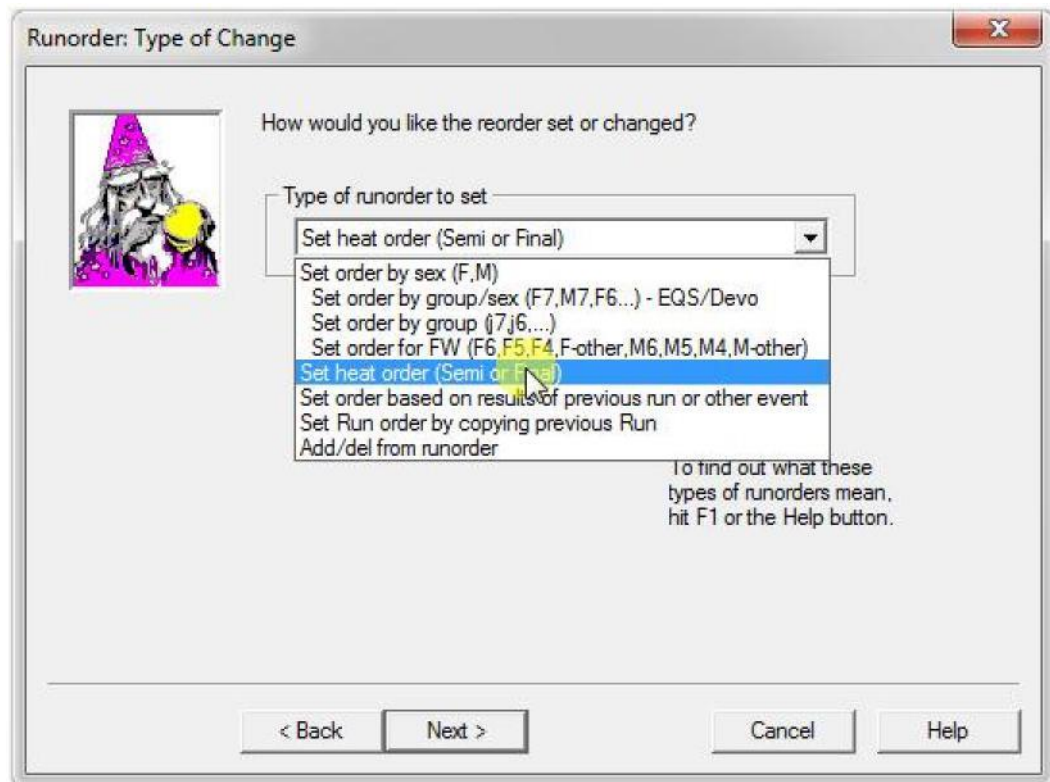 Runorder: Type of Change
How would you like the reorder set or changed?
Type of runorder to set
Set heat order (Semi or Final)
Set order by sex (F,M)
Set order by group/sex (F7,M7,F6...) - EQS/Devo
Set order by group (j7,j6,...)
Set order for FW (F6,F5,F4,F-other,M6,M5,M4,M-other)
Set heat order (Semi or Final)
Set order based on results of previous run or other event
Set Run order by copying previous Run
Add/del from runorder
To find out what these
types of runorders mean,
hit F1 or the Help button.
< Back Next > Cancel Help